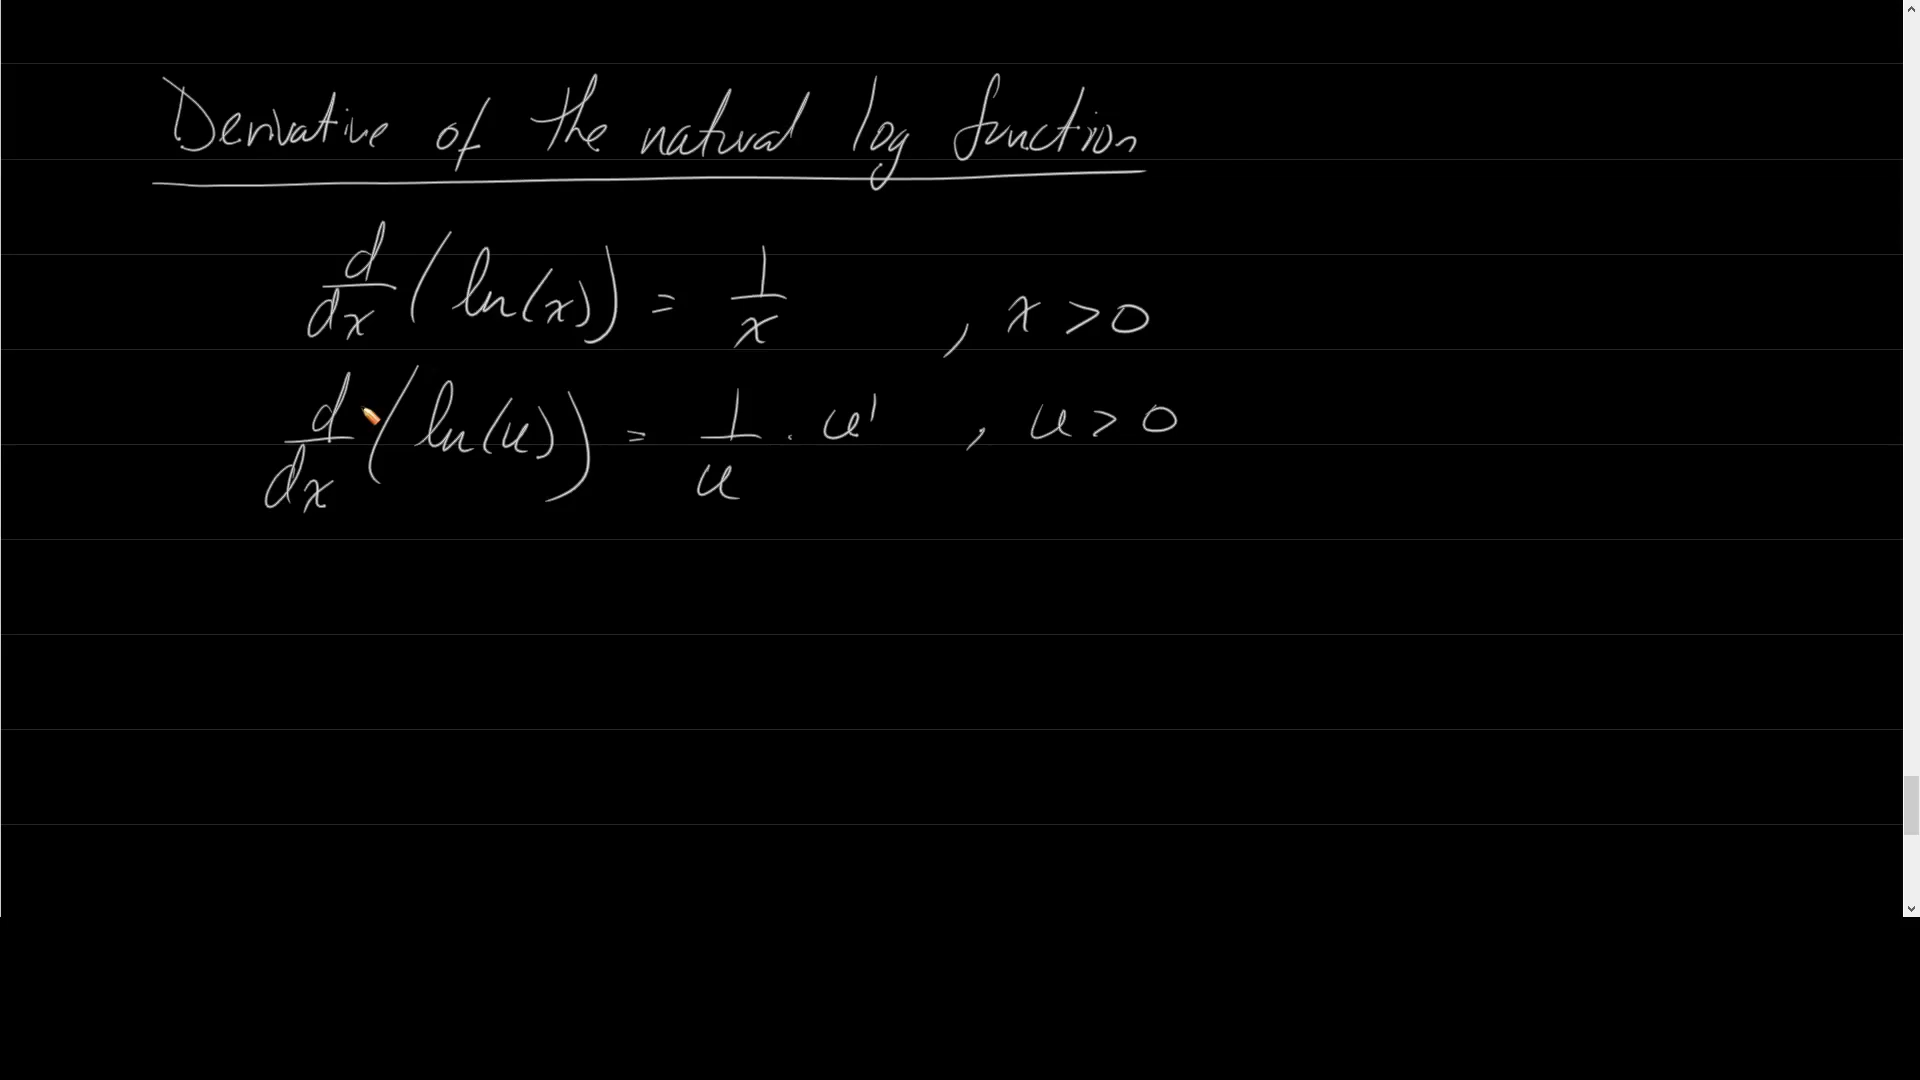 Derivative of the natural log function
d/dx (ln(x)) = 1/x , x > 0
d/dx (ln(u)) = 1/u · u' , u > 0